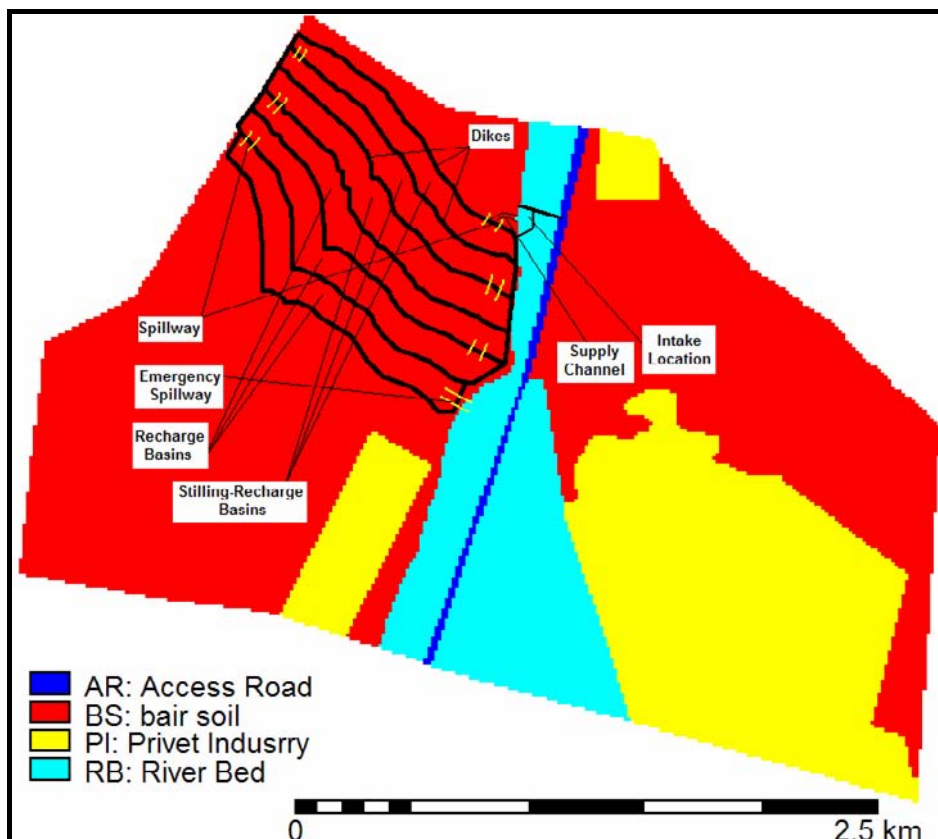 Dikes
Spillway
Supply
Channel
Intake
Location
Emergency
Spillway
Recharge
Basins
Stilling-Recharge
Basins
AR: Access Road
BS: bair soil
PI: Privet Indusrry
RB: River Bed
0
2.5 km